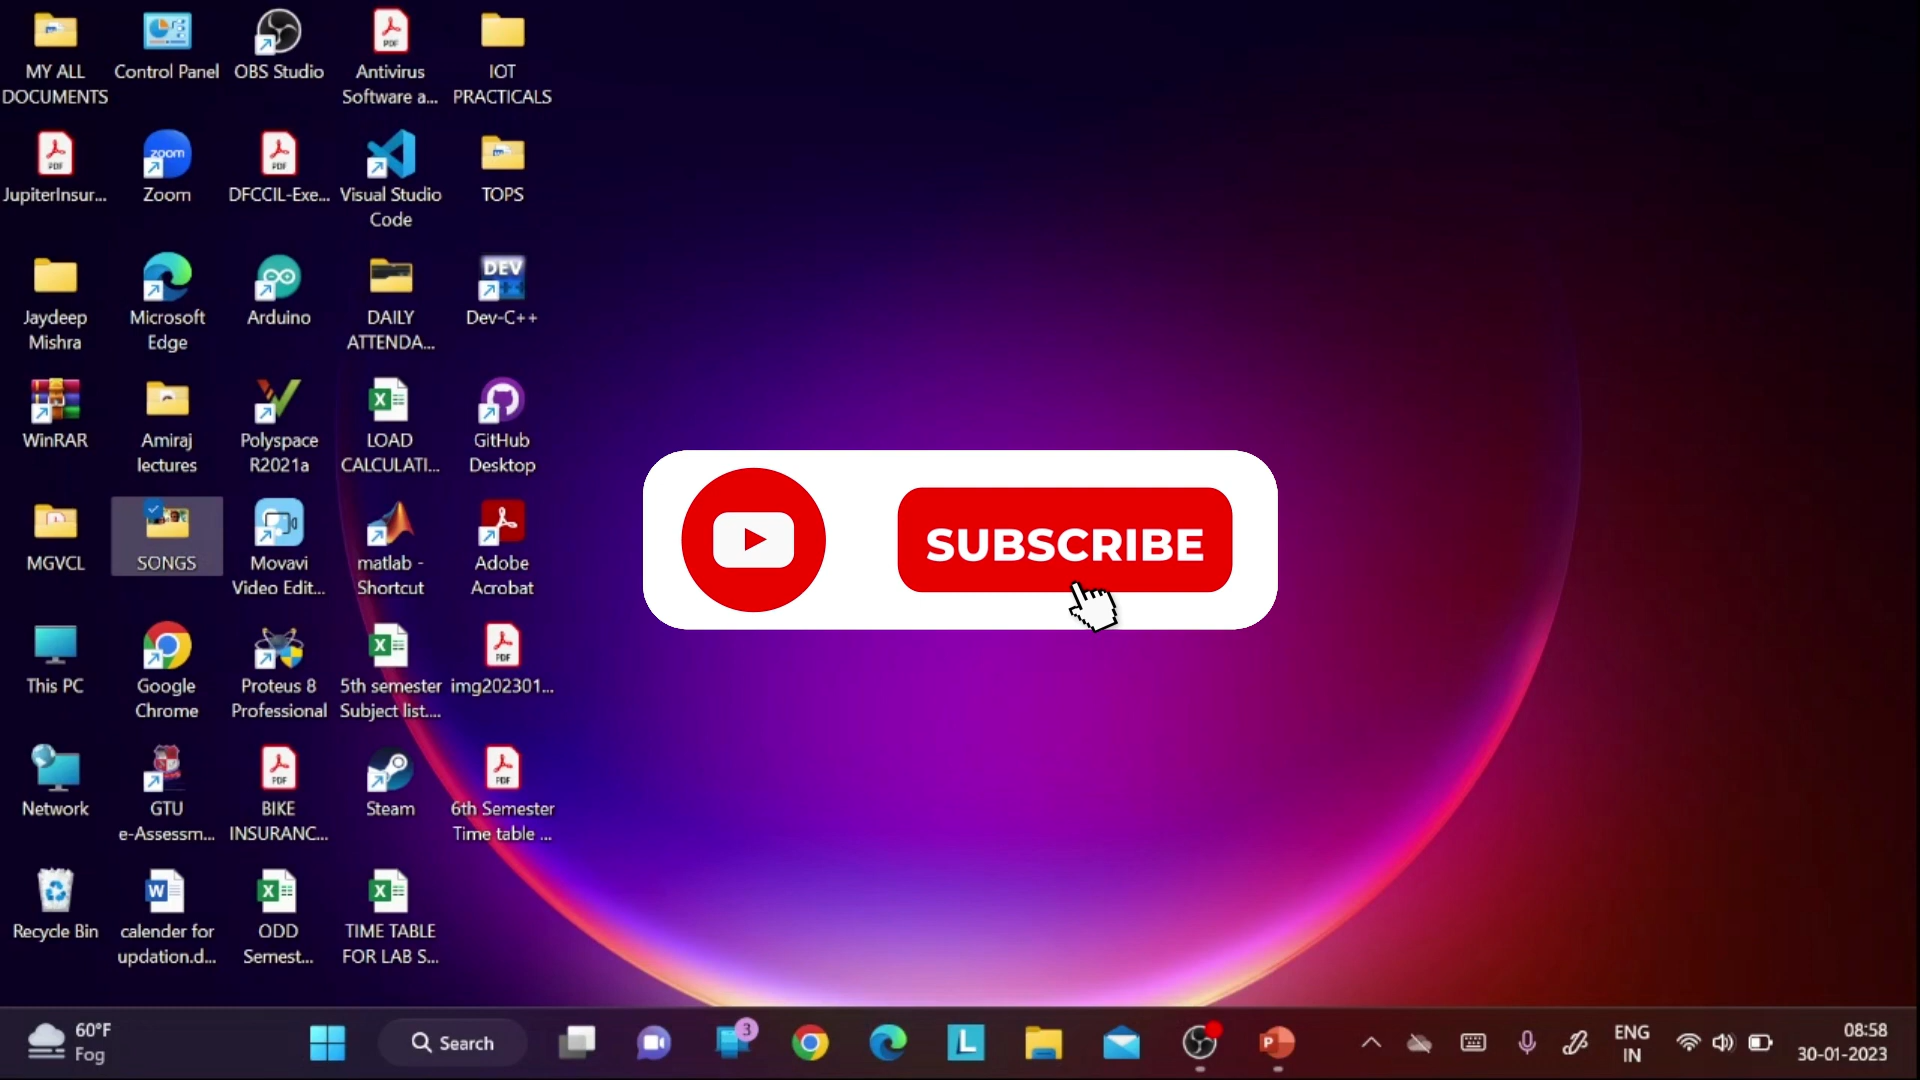 MY ALL
DOCUMENTS
Control Panel
OBS Studio
Antivirus
Software a...
IOT
PRACTICALS
JupiterInsur...
zoom
Zoom
DFCCIL-Exe...
Visual Studio
Code
TOPS
Jaydeep
Mishra
Microsoft
Edge
Arduino
DAILY
ATTENDA...
DEV
Dev-C++
WinRAR
Amiraj
lectures
Polyspace
R2021a
LOAD
CALCULATI...
GitHub
Desktop
MGVCL
SONGS
Movavi
Video Edit...
matlab -
Shortcut
Adobe
Acrobat
SUBSCRIBE
This PC
Google
Chrome
Proteus 8
Professional
5th semester
Subject list....
img202301...
Network
GTU
e-Assessm...
BIKE
INSURANC...
Steam
6th Semester
Time table ...
Recycle Bin
calender for
updation.d...
ODD
Semest...
TIME TABLE
FOR LAB S...
60°F
Fog
Search
3
ENG
IN
08:58
30-01-2023